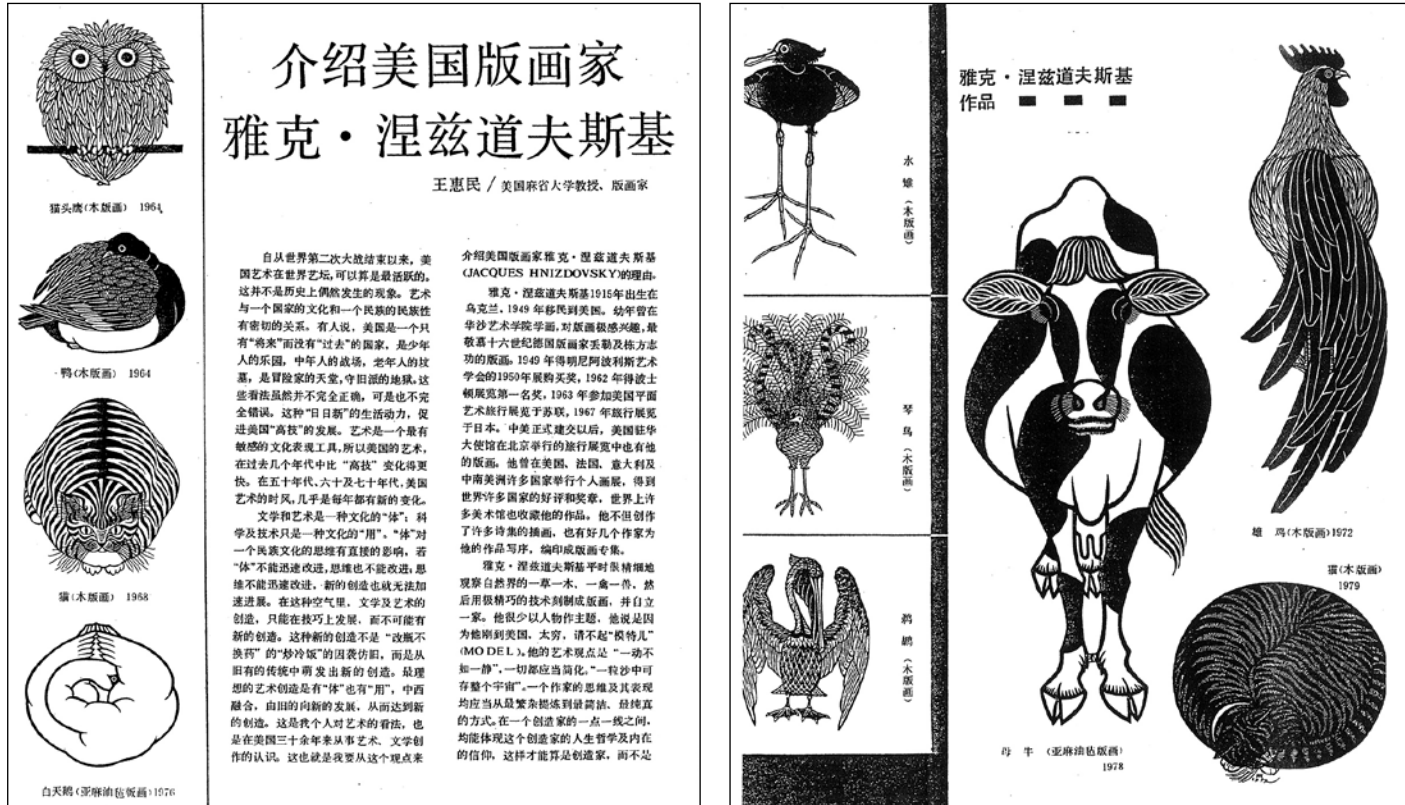 介绍美国版画家
雅克·涅兹道夫斯基
王惠民 / 美国麻省大学教授、版画家
猫头鹰(木版画) 1964
鸭(木版画) 1964
猫(木版画) 1968
白天鹅(亚麻油毡版画)1976
自从世界第二次大战结束以来，美
国艺术在世界艺坛，可以算是最活跃的。
这并不是历史上偶然发生的现象。艺术
与一个国家的文化和一个民族的民族性
有密切的关系。有人说，美国是一个只
有“将来”而没有“过去”的国家，是少年
人的乐园，中年人的战场，老年人的坟
墓，是冒险家的天堂，守旧派的地狱。这
些看法虽然并不完全正确，可是也不完
全错误。这种“日日新”的生活动力，促
进美国“高技”的发展。艺术是一个最有
敏感的文化表现工具，所以美国的艺术，
在过去几个年代中比“高技”变化得更
快。在五十年代、六十及七十年代，美国
艺术的时风，几乎是每年都有新的变化。
文学和艺术是一种文化的“体”；科
学及技术只是一种文化的“用”。“体”对
一个民族文化的思维有直接的影响，若
“体”不能迅速改进，思维也不能改进；思
维不能迅速改进，新的创造也就无法加
速进展。在这种空气里，文学及艺术的
创造，只能在技巧上发展，而不可能有
新的创造。这种新的创造不是“改瓶不
换药”的“炒冷饭”的因袭仿旧，而是从
旧有的传统中萌发出新的创造。最理
想的艺术创造是有“体”也有“用”，中西
融合，由旧的向新的发展，从而达到新
的创造。这是我个人对艺术的看法，也
是在美国三十余年来从事艺术、文学创
作的认识。这也就是我要从这个观点来
介绍美国版画家雅克·涅兹道夫斯基
(JACQUES HNIZDOVSKY)的理由。
雅克·涅兹道夫斯基1915年出生在
乌克兰，1949年移民到美国。幼年曾在
华沙艺术学院学画，对版画极感兴趣，最
敬慕十六世纪德国版画家丢勒及栋方志
功的版画。1949年得明尼阿波利斯艺术
学会的1950年展购买奖，1962年得波士
顿展览第一名奖，1963年参加美国平面
艺术旅行展览于苏联，1967年旅行展览
于日本。中美正式建交以后，美国驻华
大使馆在北京举行的旅行展览中也有他
的版画。他曾在美国、法国、意大利及
中南美洲许多国家举行个人画展，得到
世界许多国家的好评和奖章，世界上许
多美术馆也收藏他的作品。他不但创作
了许多诗集的插画，也有好几个作家为
他的作品写序，编印成版画专集。
雅克·涅兹道夫斯基平时很精细地
观察自然界的一草一木，一禽一兽，然
后用极精巧的技术刻制成版画，并自立
一家。他很少以人物作主题，他说是因
为他刚到美国，太穷，请不起“模特儿”
(MODEL)。他的艺术观点是“一动不
如一静”，一切都应当简化，“一粒沙中可
存整个宇宙”。一个作家的思维及其表现
均应当从最繁杂提炼到最简洁、最纯真
的方式。在一个创造家的一点一线之间，
均能体现这个创造家的人生哲学及内在
的信仰，这样才能算是创造家，而不是
雅克·涅兹道夫斯基
作品
水雉(木版画)
琴鸟(木版画)
鹈鹕(木版画)
母 牛 (亚麻油毡版画)
1978
雄 鸡(木版画)1972
猫(木版画)
1979